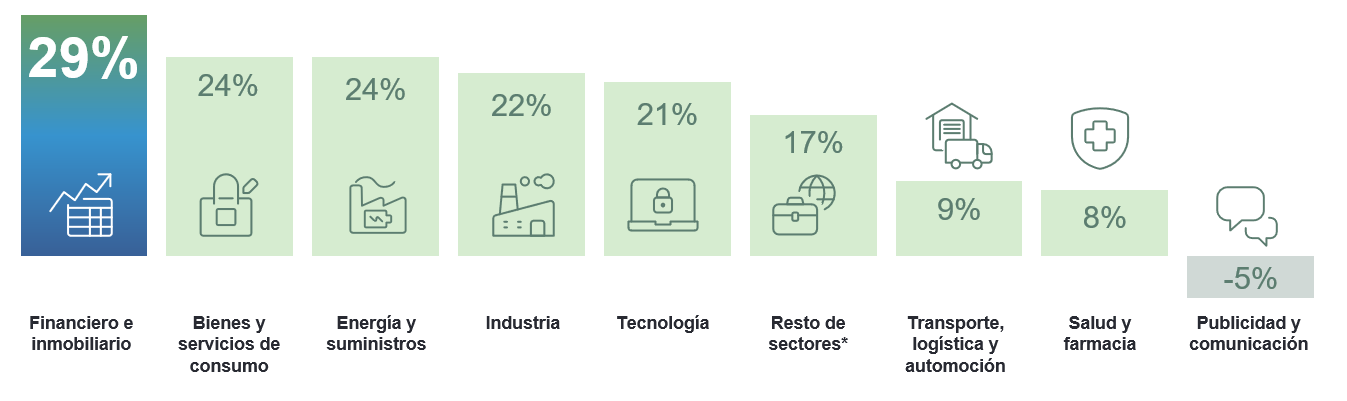 29%
24%
24%
22%
21%
17%
9%
8%
-5%
Financiero e
inmobiliario
Bienes y
servicios de
consumo
Energía y
suministros
Industria
Tecnología
Resto de
sectores*
Transporte,
logística y
automoción
Salud y
farmacia
Publicidad y
comunicación